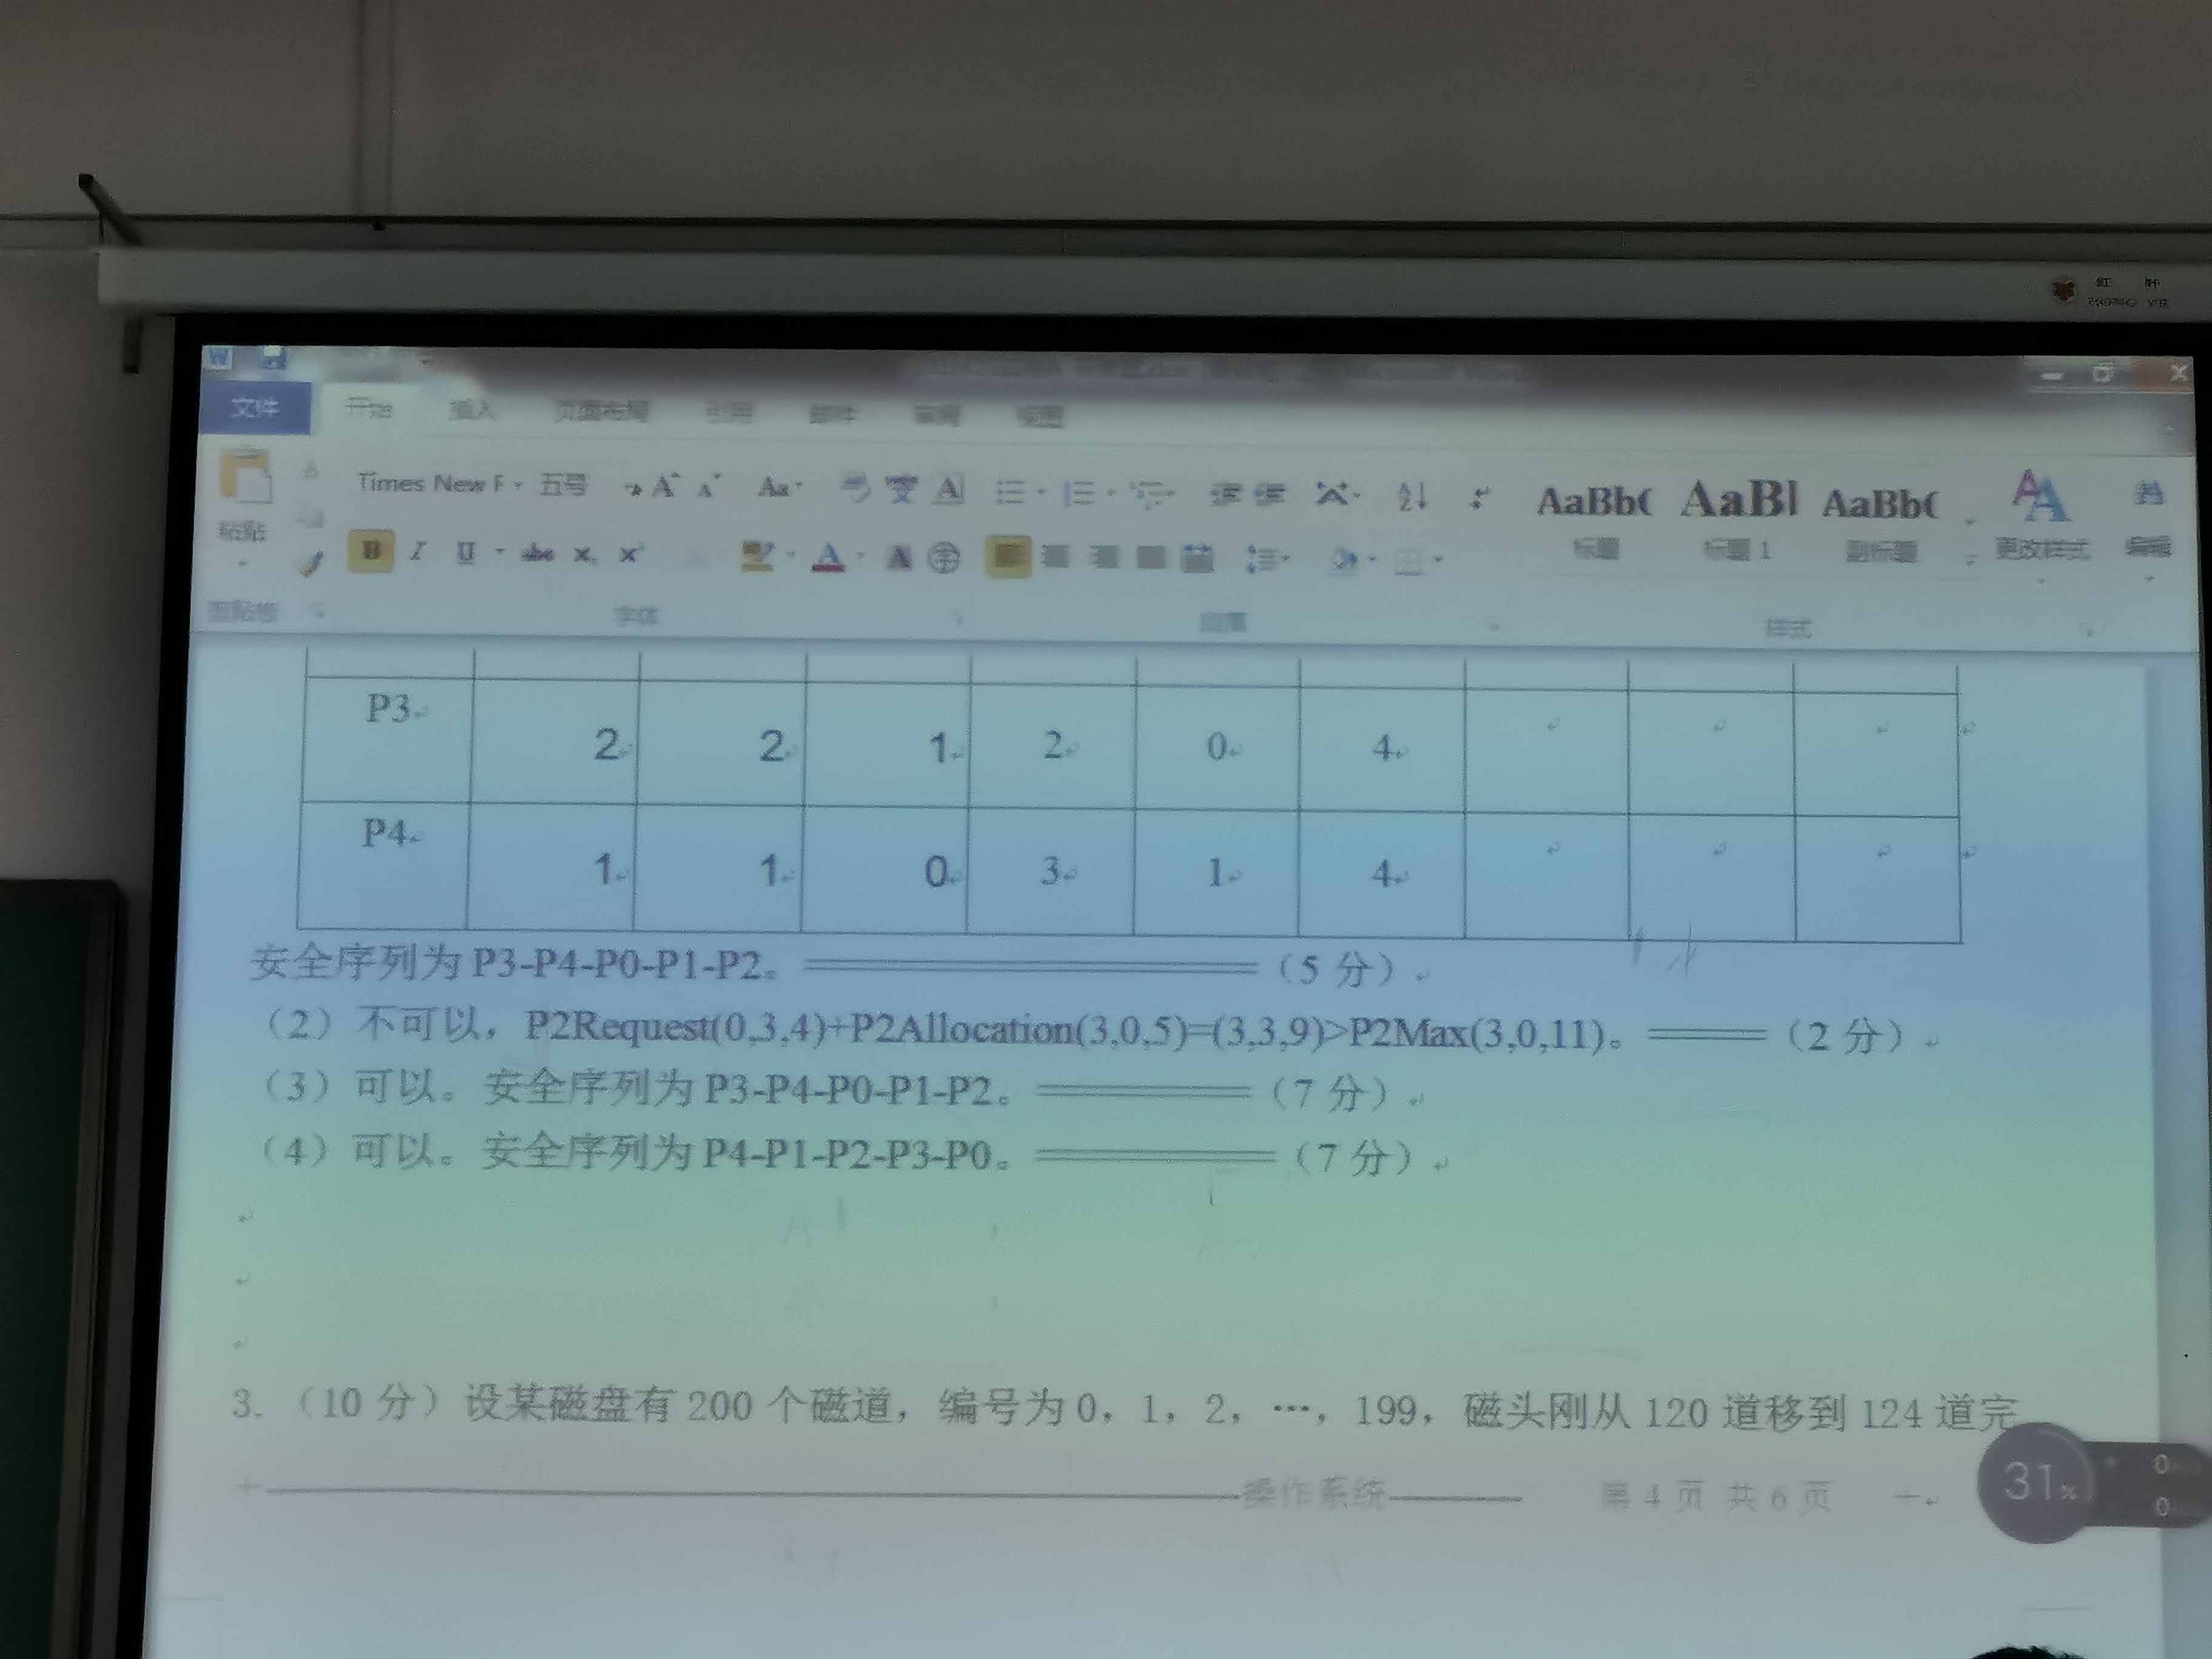 文件 开始 插入 页面布局 引用 邮件 审阅 视图
Times New F 五号
AaBbC AaBl AaBbC
粘贴 标题 标题 1 副标题 更改样式 编辑
剪贴板 字体 段落 样式
P3 2 2 1 2 0 4
P4 1 1 0 3 1 4
安全序列为 P3-P4-P0-P1-P2。 （5 分）
（2）不可以，P2Request(0,3,4)+P2Allocation(3,0,5)=(3,3,9)>P2Max(3,0,11)。 （2 分）
（3）可以。安全序列为 P3-P4-P0-P1-P2。 （7 分）
（4）可以。安全序列为 P4-P1-P2-P3-P0。 （7 分）
3.（10 分）设某磁盘有 200 个磁道，编号为 0，1，2，…，199，磁头刚从 120 道移到 124 道完
操作系统 第 4 页 共 6 页
31%
0
0